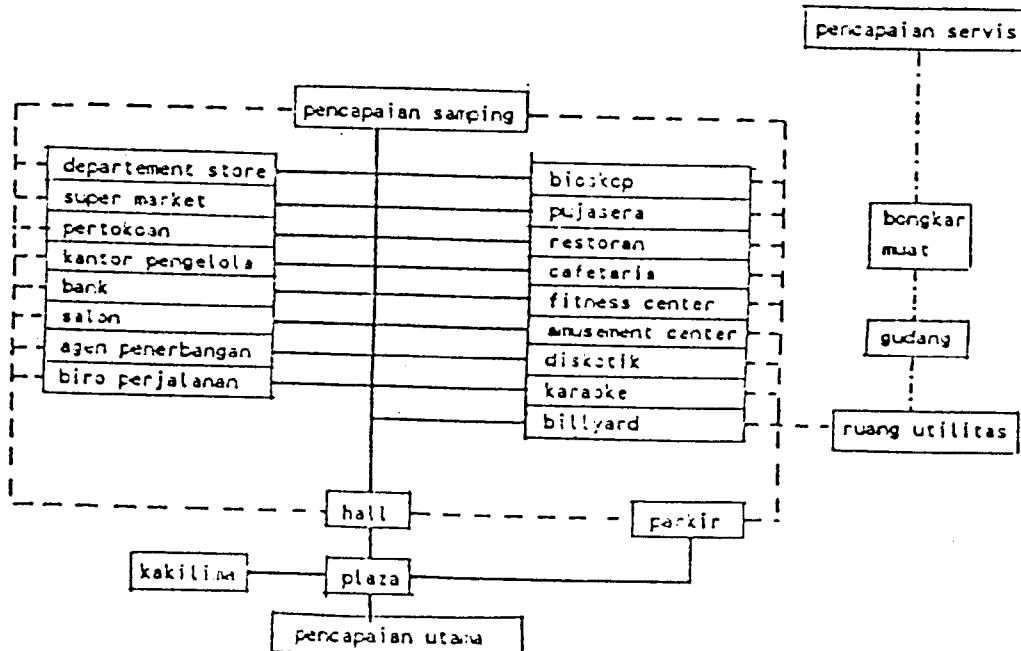 pencapaian servis
pencapaian samping
departement store
super market
pertokoan
kantor pengelola
bank
salon
agen penerbangan
biro perjalanan
bioskop
pujasera
restoran
cafetaria
fitness center
amusement center
diskotik
karaoke
billyard
bongkar
muat
gudang
ruang utilitas
hall
parkir
kakilima
plaza
pencapaian utama